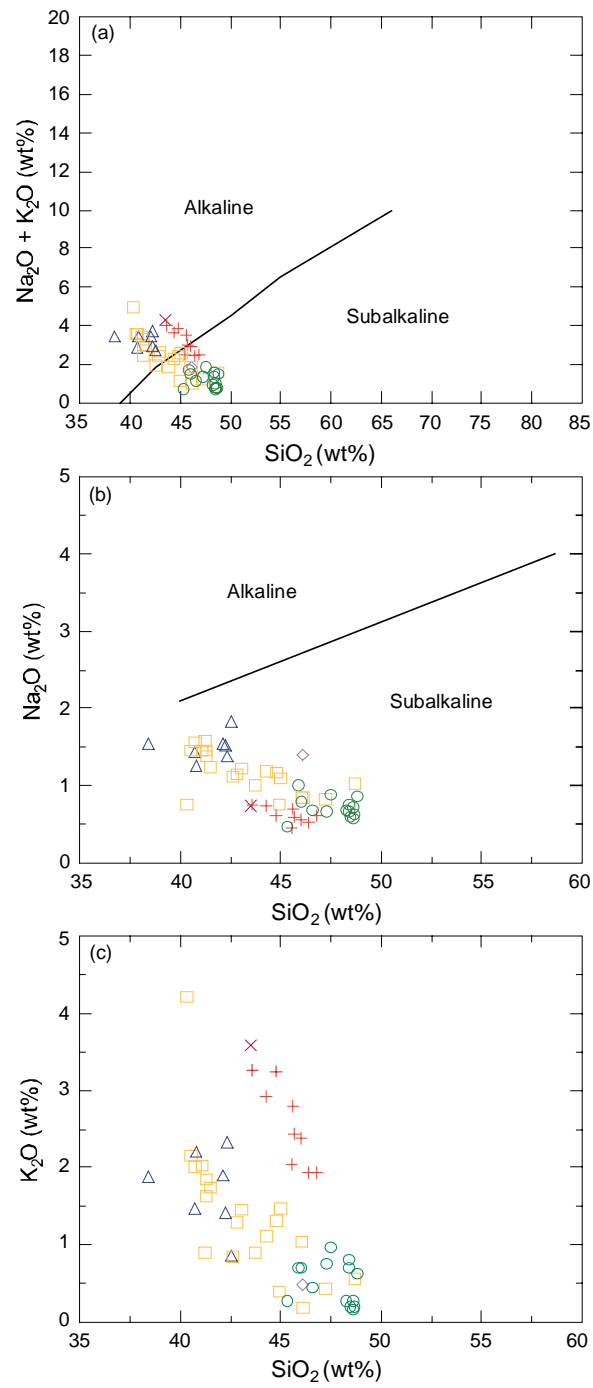 (a)
20
18
16
14
12
10
8
6
4
2
0
Na₂O + K₂O (wt%)
Alkaline
Subalkaline
35 40 45 50 55 60 65 70 75 80 85
SiO₂ (wt%)
(b)
5
4
3
2
1
0
Na₂O (wt%)
Alkaline
Subalkaline
35 40 45 50 55 60
SiO₂ (wt%)
(c)
5
4
3
2
1
0
K₂O (wt%)
35 40 45 50 55 60
SiO₂ (wt%)